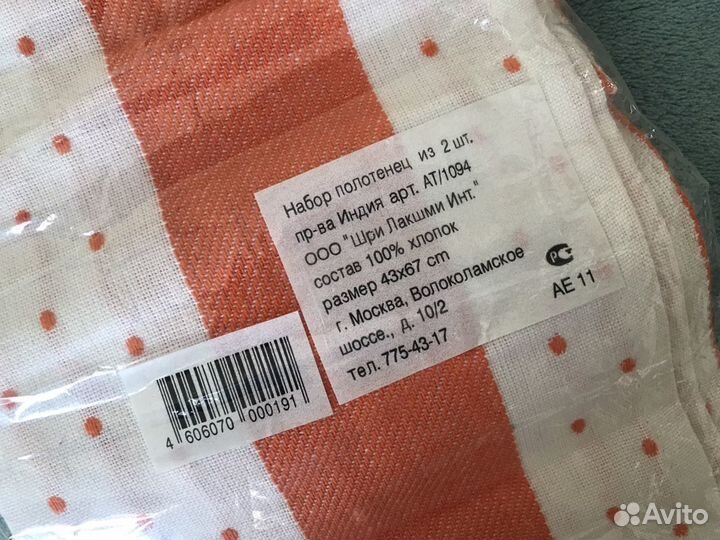 Набор полотенец из 2 шт.
пр-ва Индия арт. АТ/1094
ООО "Шри Лакшми Инт."
состав 100% хлопок
размер 43х67 cm
г. Москва, Волоколамское
шоссе., д. 10/2
тел. 775-43-17
РС
АЕ 11
4 606070 000191
Avito